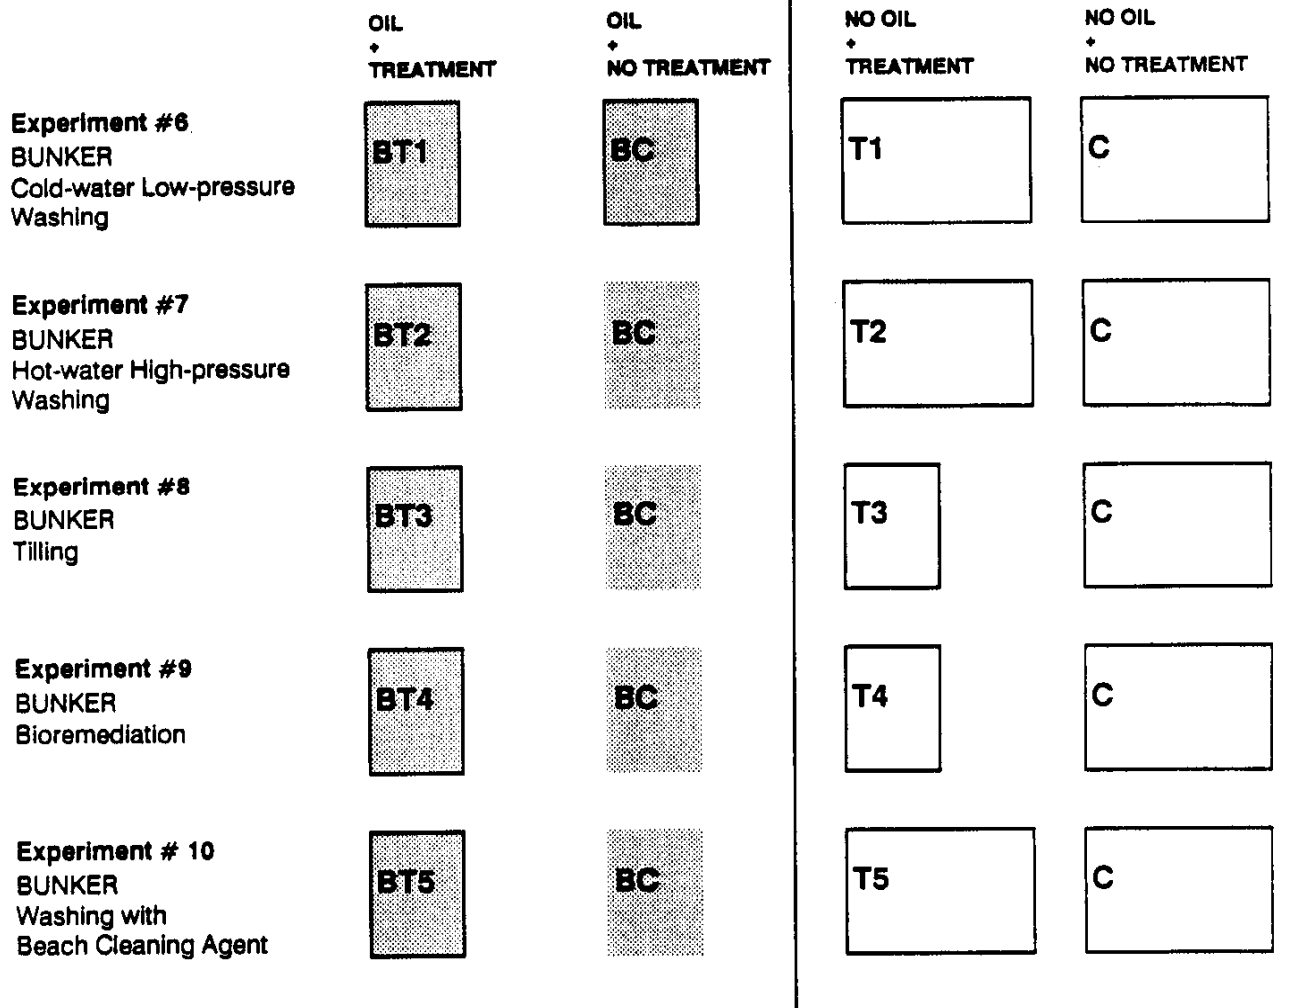 OIL
+
TREATMENT
OIL
+
NO TREATMENT
NO OIL
+
TREATMENT
NO OIL
+
NO TREATMENT
Experiment #6
BUNKER
Cold-water Low-pressure
Washing
BT1
BC
T1
C
Experiment #7
BUNKER
Hot-water High-pressure
Washing
BT2
BC
T2
C
Experiment #8
BUNKER
Tilling
BT3
BC
T3
C
Experiment #9
BUNKER
Bioremediation
BT4
BC
T4
C
Experiment # 10
BUNKER
Washing with
Beach Cleaning Agent
BT5
BC
T5
C